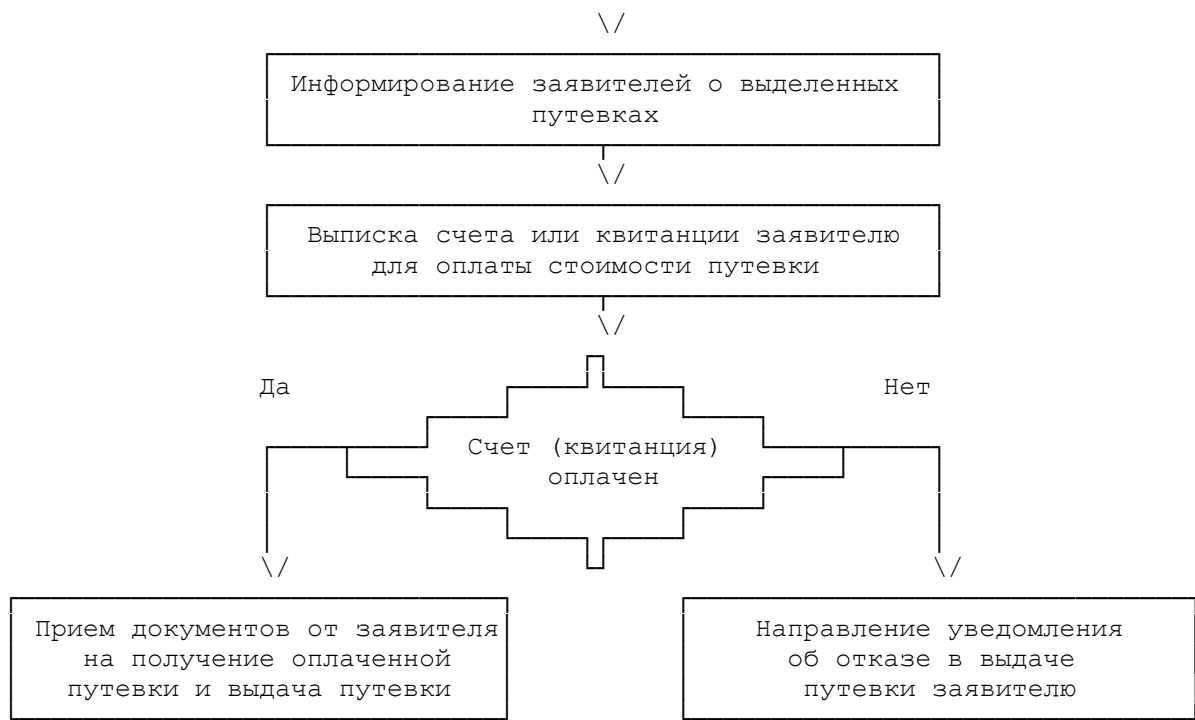 Информирование заявителей о выделенных
путевках
Выписка счета или квитанции заявителю
для оплаты стоимости путевки
Да
Нет
Счет (квитанция)
оплачен
Прием документов от заявителя
на получение оплаченной
путевки и выдача путевки
Направление уведомления
об отказе в выдаче
путевки заявителю